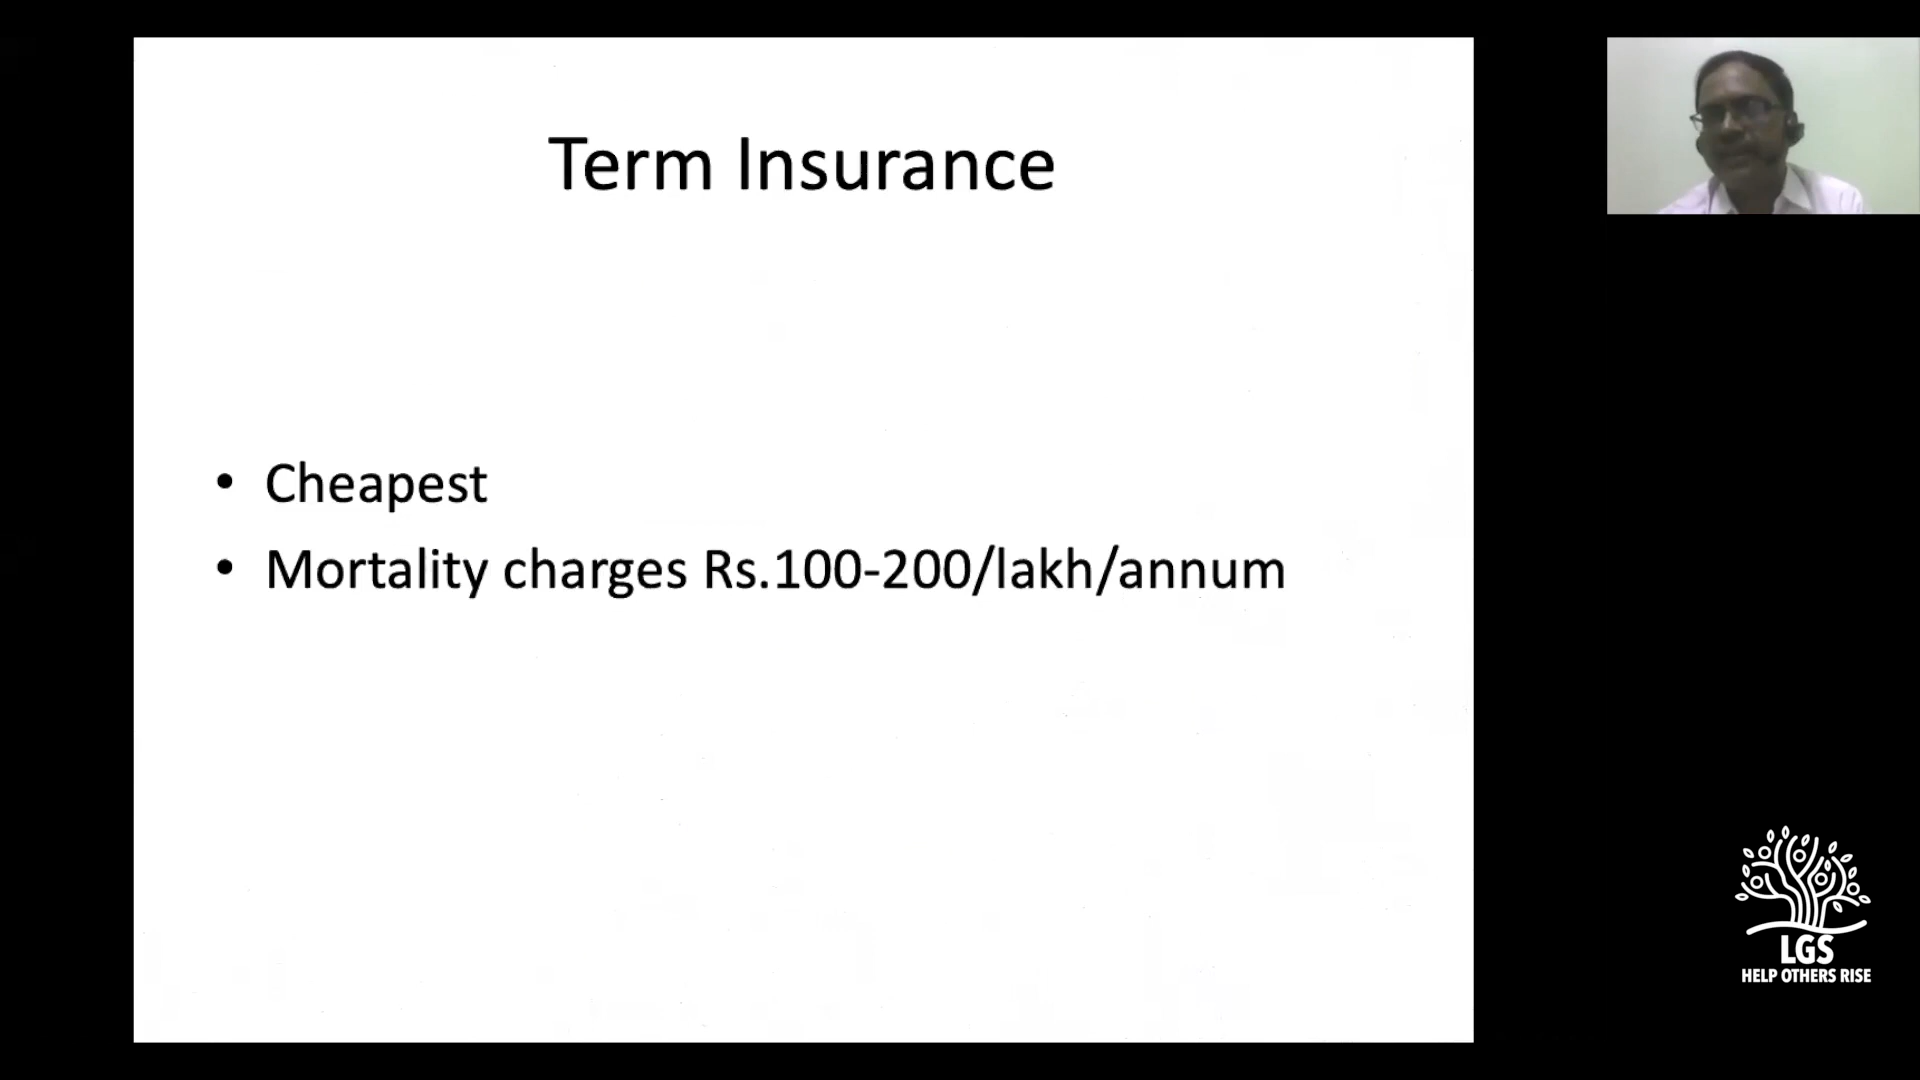 Term Insurance
• Cheapest
• Mortality charges Rs.100-200/lakh/annum
LGS
HELP OTHERS RISE